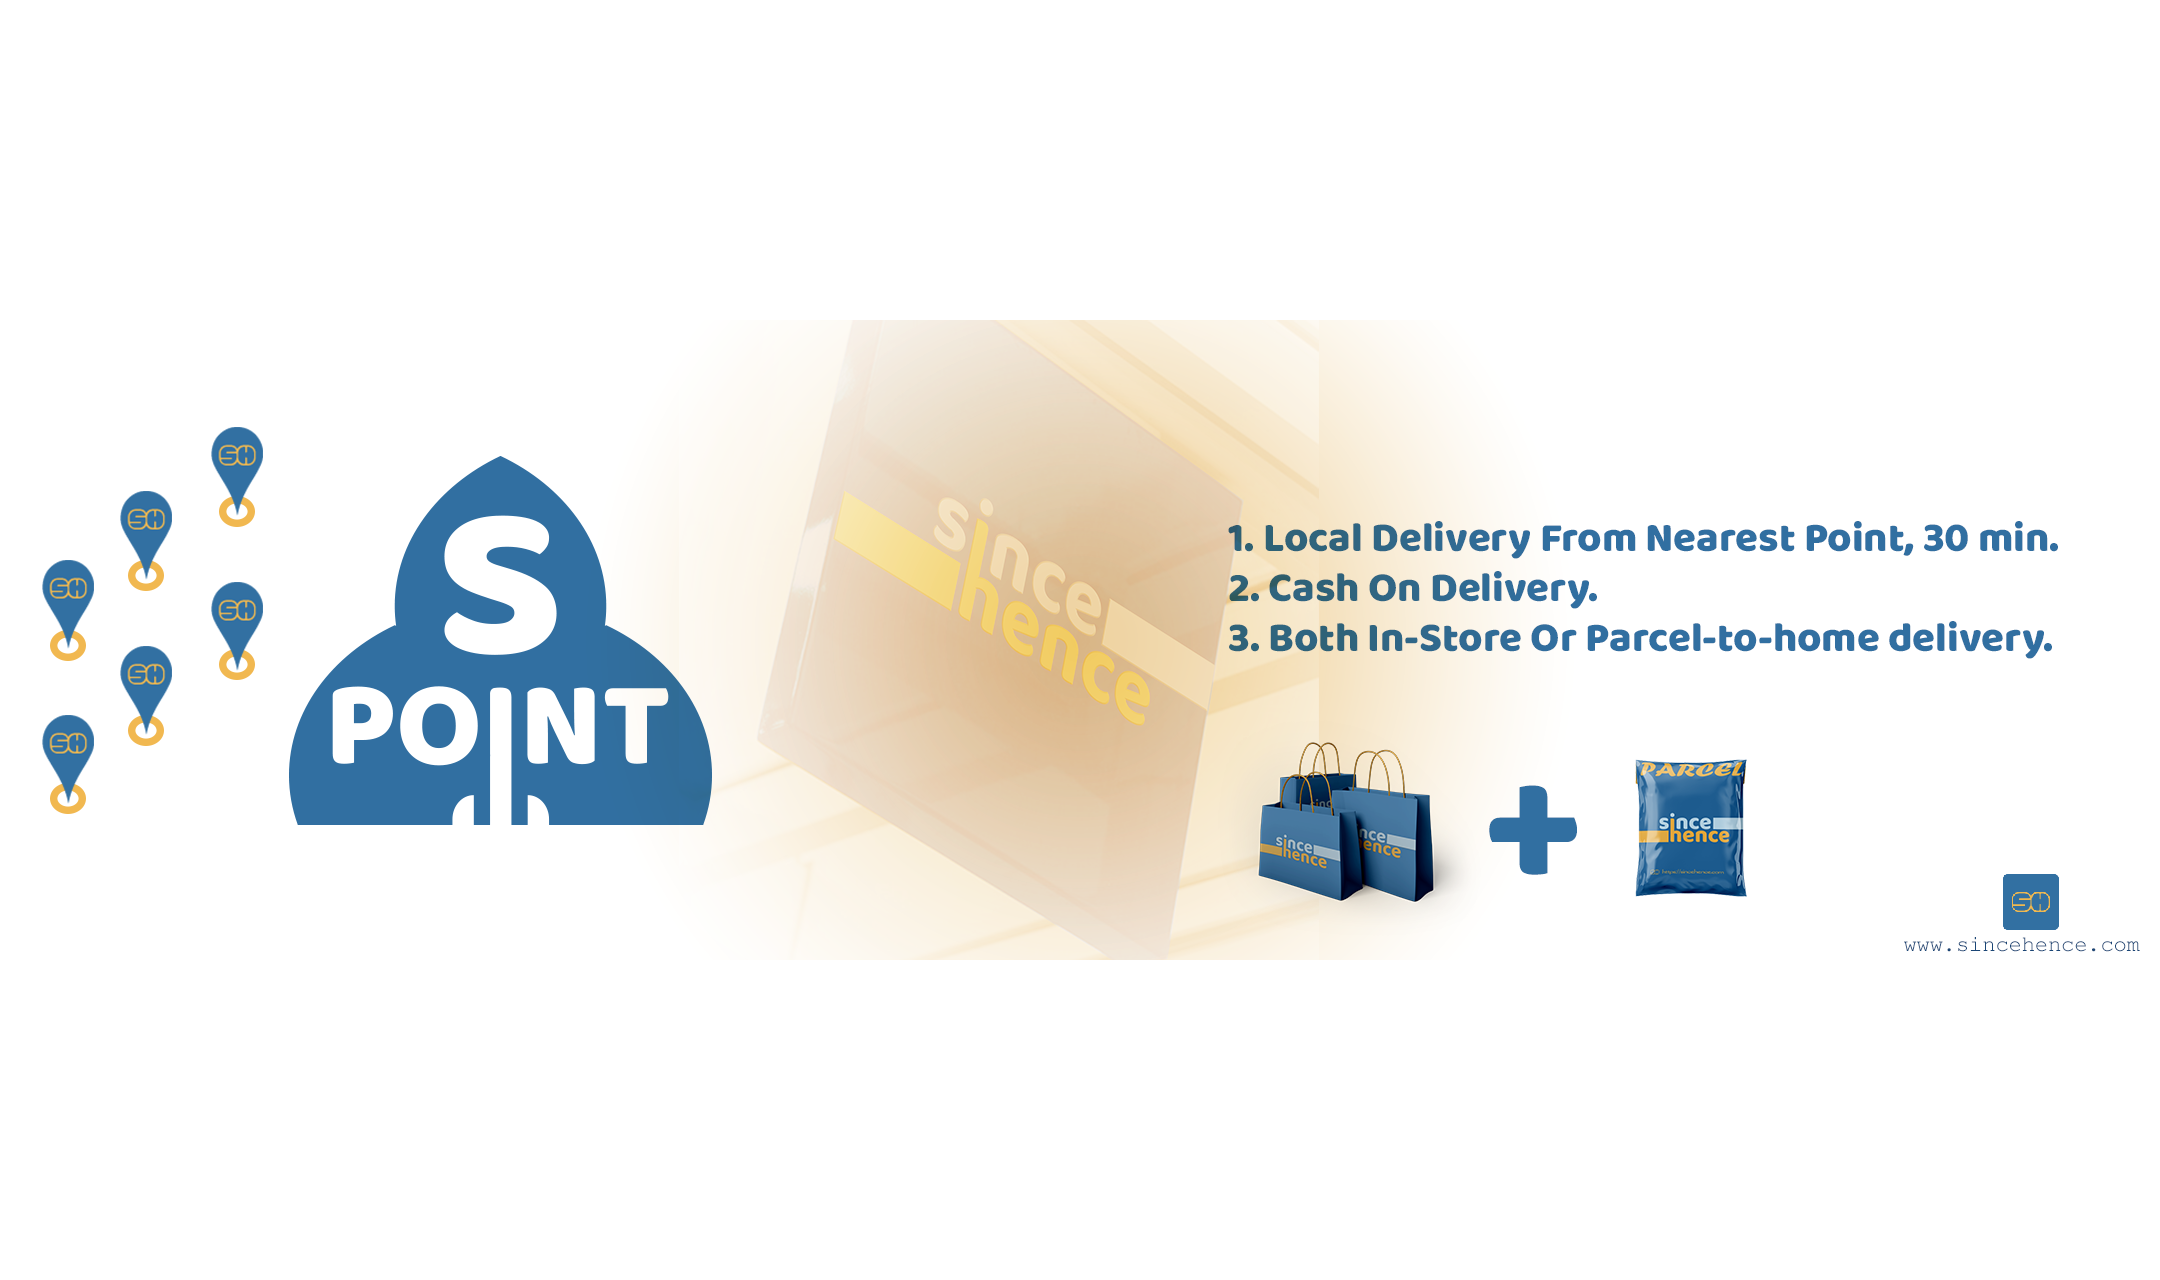 SH
SH
SH
SH
SH
SH
S
POINT
since
hence
1. Local Delivery From Nearest Point, 30 min.
2. Cash On Delivery.
3. Both In-Store Or Parcel-to-home delivery.
since
hence
PARCEL
since
hence
SH
www.sincehence.com